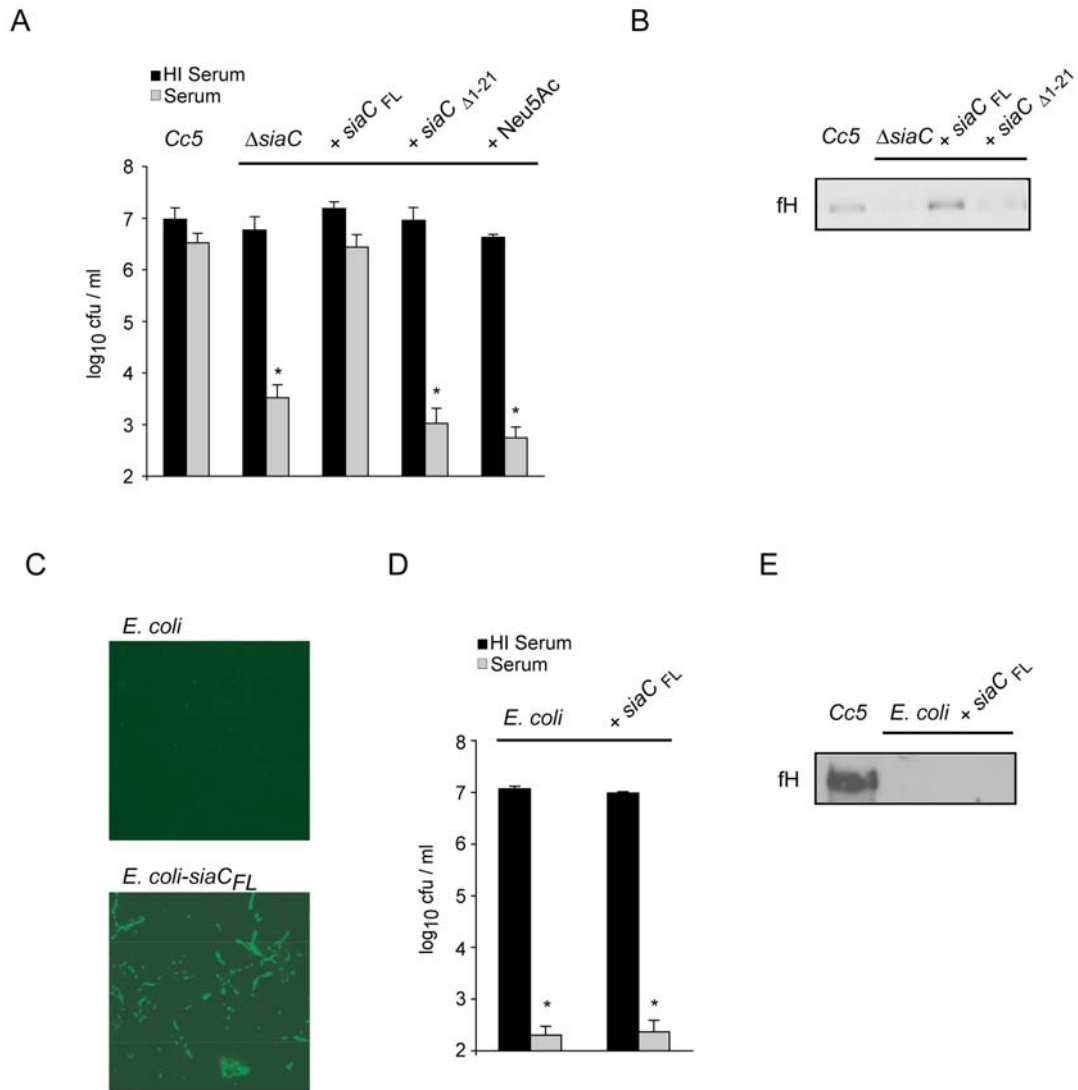 A
HI Serum
Serum
Cc5
ΔsiaC
+ siaC FL
+ siaC Δ1-21
+ Neu5Ac
log10 cfu / ml
8
7
6
5
4
3
2
*
*
*
B
Cc5
ΔsiaC
+ siaC FL
+ siaC Δ1-21
fH
C
E. coli
E. coli-siaCFL
D
HI Serum
Serum
E. coli
+ siaC FL
log10 cfu / ml
8
7
6
5
4
3
2
*
*
E
Cc5
E. coli
+ siaC FL
fH